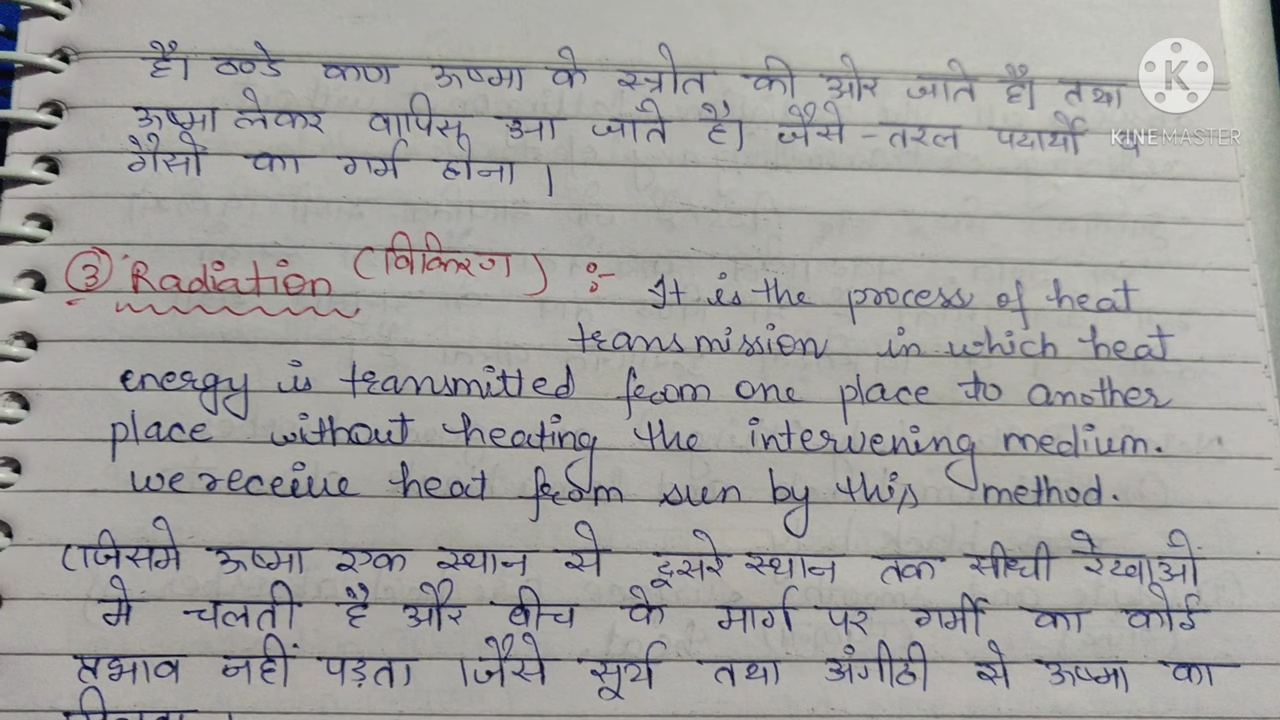 है। ठण्डे कण ऊष्मा के स्त्रोत की ओर जाते है। तथा
ऊष्मा लेकर वापिस आ जाते है। जैसे - तरल पदार्थो व
गैसो का गर्म होना।
K
KINEMASTER
③ Radiation (विकिरण) :- It is the process of heat
transmission in which heat
energy is transmitted from one place to another
place without heating the intervening medium.
we receive heat from sun by this method.
(जिसमे ऊष्मा एक स्थान से दूसरे स्थान तक सीधी रेखाओं
मे चलती है और बीच के मार्ग पर गर्मी का कोई
प्रभाव नहीं पड़ता। जैसे सूर्य तथा अंगीठी से ऊष्मा का